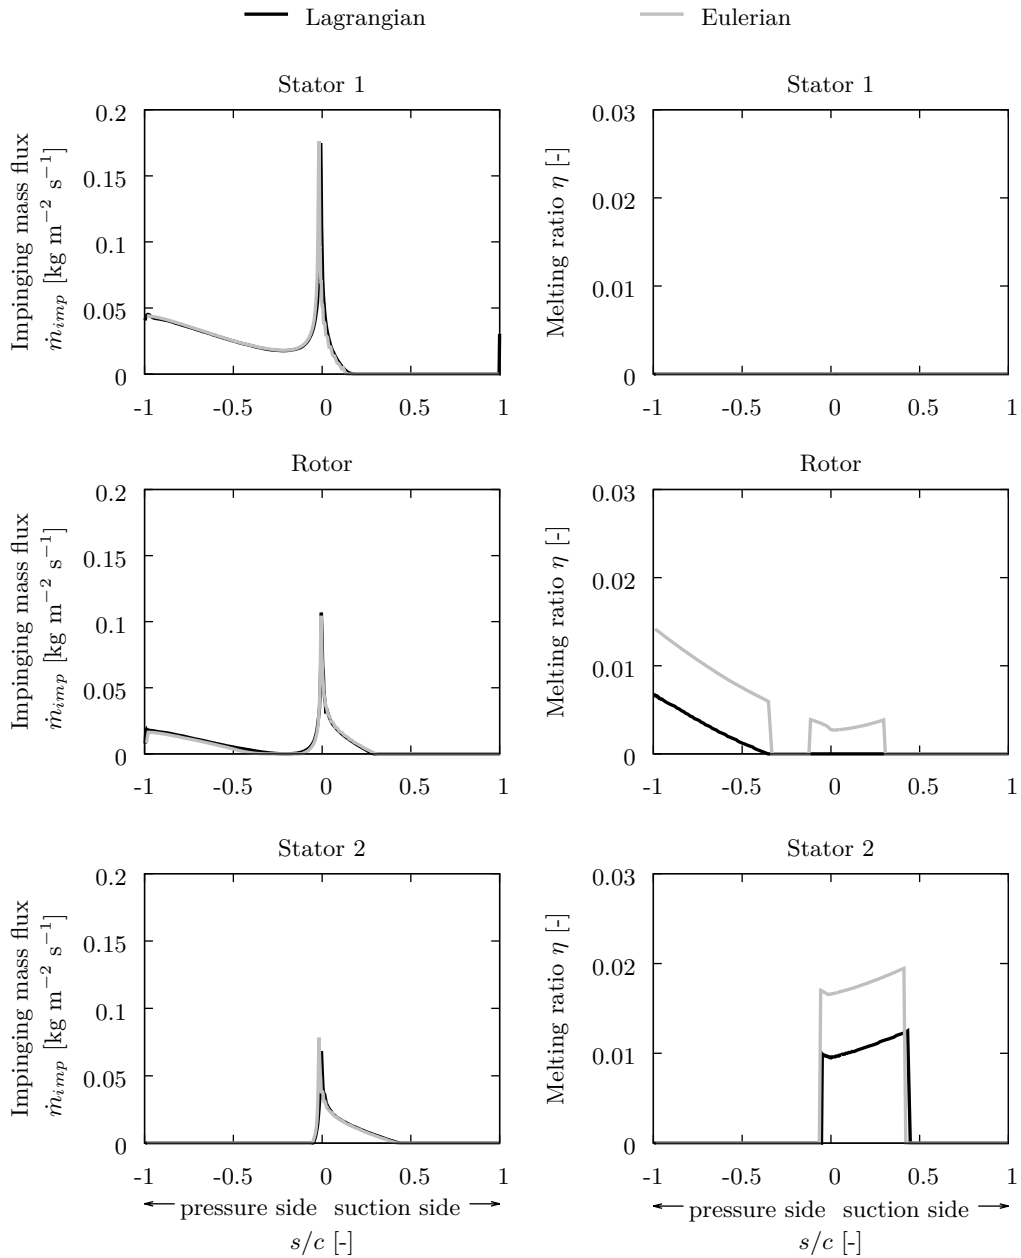 Lagrangian
Eulerian
Stator 1
Impinging mass flux
ṁ_imp [kg m⁻² s⁻¹]
0.2
0.15
0.1
0.05
0
-1
-0.5
0
0.5
1
Stator 1
Melting ratio η [-]
0.03
0.02
0.01
0
-1
-0.5
0
0.5
1
Rotor
Impinging mass flux
ṁ_imp [kg m⁻² s⁻¹]
0.2
0.15
0.1
0.05
0
-1
-0.5
0
0.5
1
Rotor
Melting ratio η [-]
0.03
0.02
0.01
0
-1
-0.5
0
0.5
1
Stator 2
Impinging mass flux
ṁ_imp [kg m⁻² s⁻¹]
0.2
0.15
0.1
0.05
0
-1
-0.5
0
0.5
1
pressure side suction side
s/c [-]
Stator 2
Melting ratio η [-]
0.03
0.02
0.01
0
-1
-0.5
0
0.5
1
pressure side suction side
s/c [-]